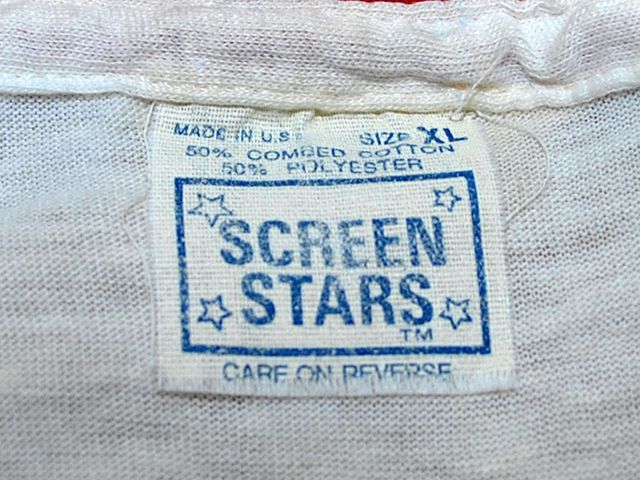 MADE IN U.S.A. SIZE XL
50% COMBED COTTON
50% POLYESTER
SCREEN
STARS
TM
CARE ON REVERSE